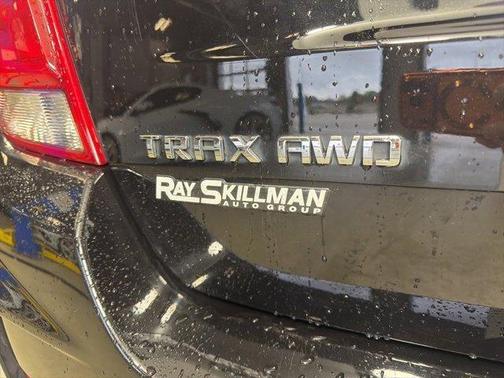 TRAX AWD
RAY SKILLMAN
AUTO GROUP